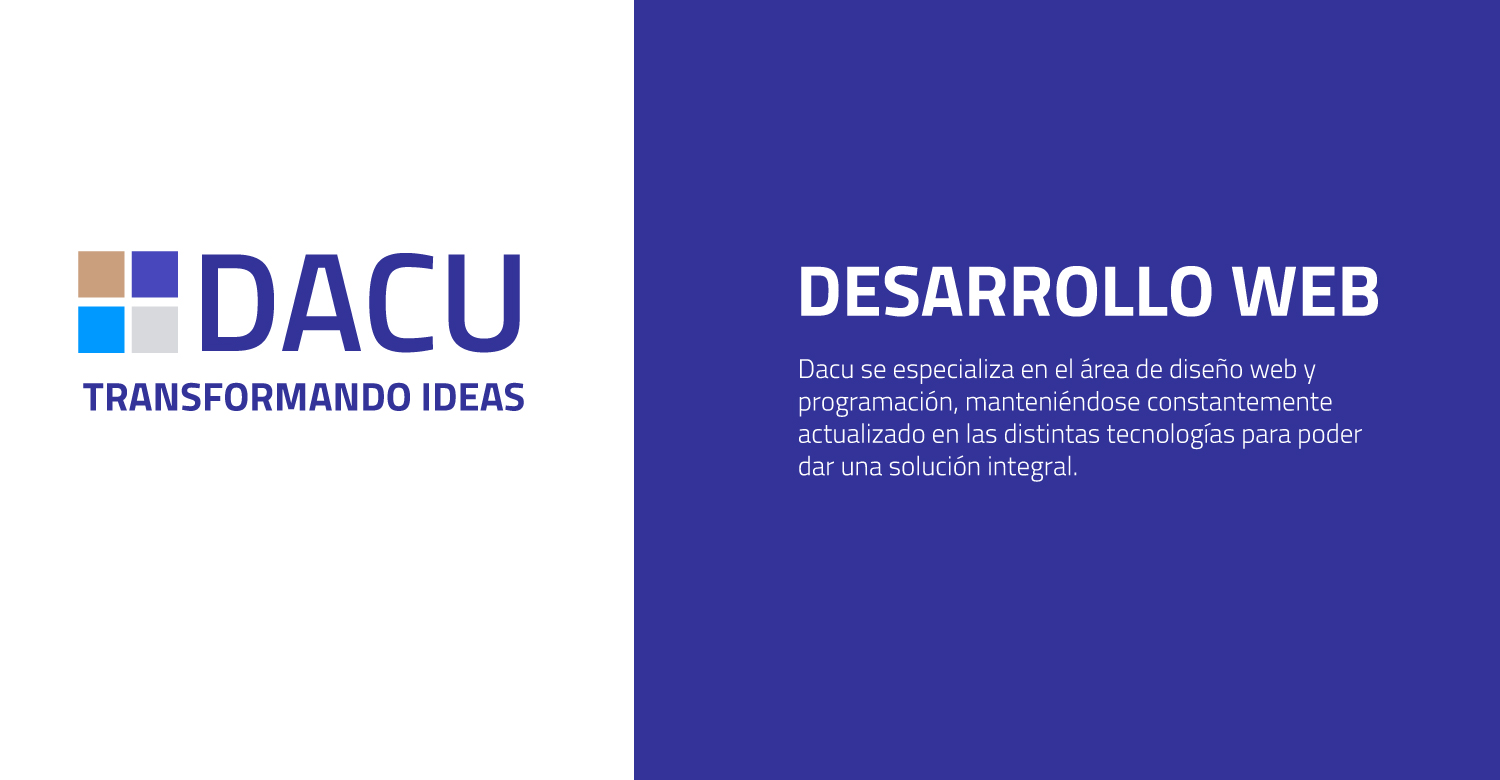 DACU
TRANSFORMANDO IDEAS
DESARROLLO WEB
Dacu se especializa en el área de diseño web y
programación, manteniéndose constantemente
actualizado en las distintas tecnologías para poder
dar una solución integral.